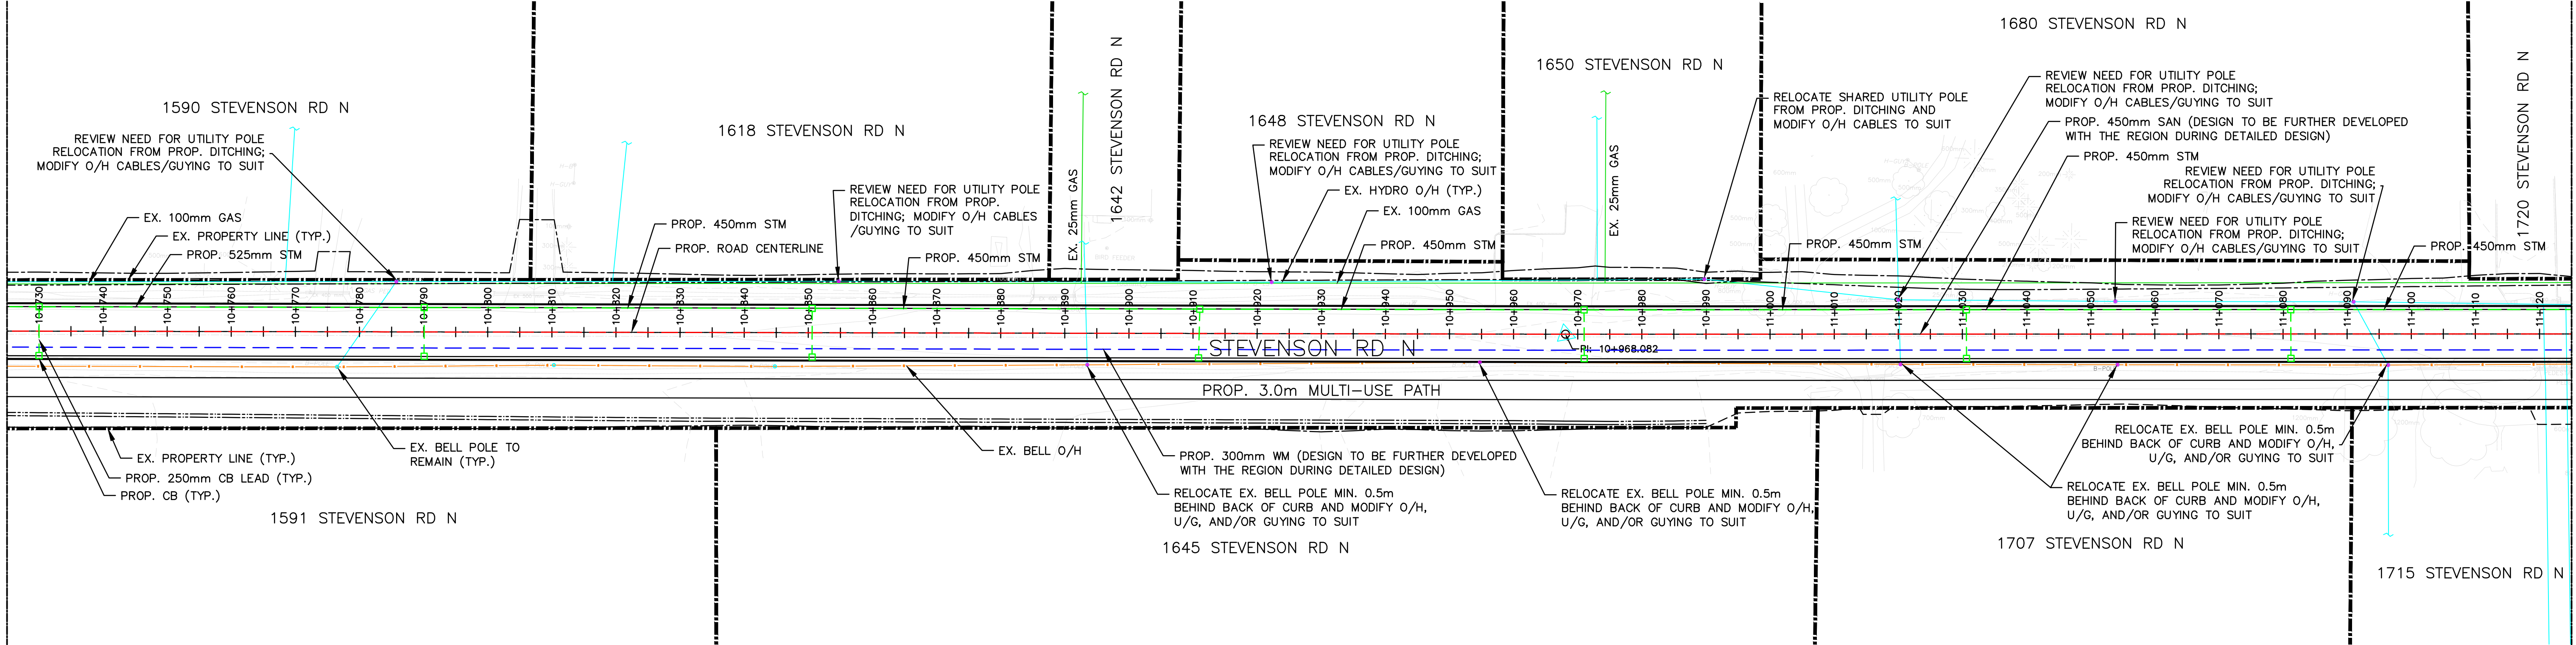 1590 STEVENSON RD N
REVIEW NEED FOR UTILITY POLE
RELOCATION FROM PROP. DITCHING;
MODIFY O/H CABLES/GUYING TO SUIT
EX. 100mm GAS
EX. PROPERTY LINE (TYP.)
PROP. 525mm STM
1618 STEVENSON RD N
PROP. 450mm STM
PROP. ROAD CENTERLINE
REVIEW NEED FOR UTILITY POLE
RELOCATION FROM PROP.
DITCHING; MODIFY O/H CABLES
/GUYING TO SUIT
PROP. 450mm STM
EX. 25mm GAS
1642 STEVENSON RD N
BIRD FEEDER
1648 STEVENSON RD N
REVIEW NEED FOR UTILITY POLE
RELOCATION FROM PROP. DITCHING;
MODIFY O/H CABLES/GUYING TO SUIT
EX. HYDRO O/H (TYP.)
EX. 100mm GAS
PROP. 450mm STM
1650 STEVENSON RD N
EX. 25mm GAS
RELOCATE SHARED UTILITY POLE
FROM PROP. DITCHING AND
MODIFY O/H CABLES TO SUIT
1680 STEVENSON RD N
REVIEW NEED FOR UTILITY POLE
RELOCATION FROM PROP. DITCHING;
MODIFY O/H CABLES/GUYING TO SUIT
PROP. 450mm SAN (DESIGN TO BE FURTHER DEVELOPED
WITH THE REGION DURING DETAILED DESIGN)
PROP. 450mm STM
REVIEW NEED FOR UTILITY POLE
RELOCATION FROM PROP. DITCHING;
MODIFY O/H CABLES/GUYING TO SUIT
REVIEW NEED FOR UTILITY POLE
RELOCATION FROM PROP. DITCHING;
MODIFY O/H CABLES/GUYING TO SUIT
PROP. 450mm STM
PROP. 450mm STM
1720 STEVENSON RD N
10+730
10+740
10+750
10+760
10+770
10+780
10+790
10+800
10+810
10+820
10+830
10+840
10+850
10+860
10+870
10+880
10+890
10+900
10+910
10+920
10+930
10+940
10+950
10+960
10+970
10+980
10+990
11+000
11+010
11+020
11+030
11+040
11+050
11+060
11+070
11+080
11+090
11+100
11+110
11+120
STEVENSON RD N
PI: 10+968.082
PROP. 3.0m MULTI-USE PATH
EX. PROPERTY LINE (TYP.)
PROP. 250mm CB LEAD (TYP.)
PROP. CB (TYP.)
EX. BELL POLE TO
REMAIN (TYP.)
1591 STEVENSON RD N
EX. BELL O/H
PROP. 300mm WM (DESIGN TO BE FURTHER DEVELOPED
WITH THE REGION DURING DETAILED DESIGN)
RELOCATE EX. BELL POLE MIN. 0.5m
BEHIND BACK OF CURB AND MODIFY O/H,
U/G, AND/OR GUYING TO SUIT
1645 STEVENSON RD N
RELOCATE EX. BELL POLE MIN. 0.5m
BEHIND BACK OF CURB AND MODIFY O/H,
U/G, AND/OR GUYING TO SUIT
RELOCATE EX. BELL POLE MIN. 0.5m
BEHIND BACK OF CURB AND MODIFY O/H,
U/G, AND/OR GUYING TO SUIT
RELOCATE EX. BELL POLE MIN. 0.5m
BEHIND BACK OF CURB AND MODIFY O/H,
U/G, AND/OR GUYING TO SUIT
1707 STEVENSON RD N
1715 STEVENSON RD N